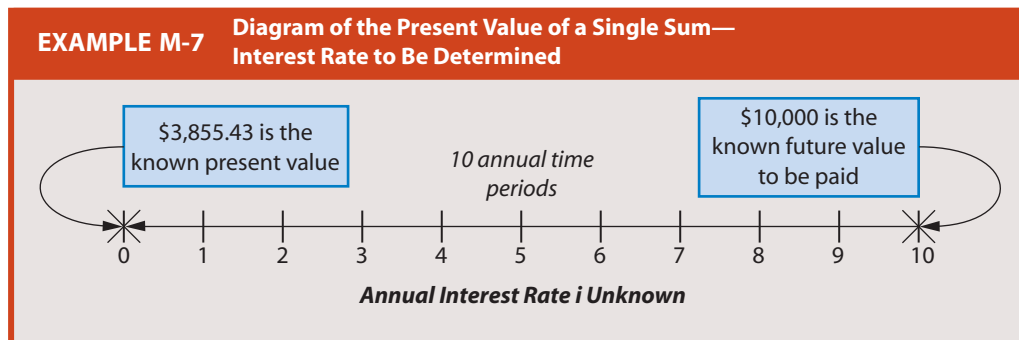 EXAMPLE M-7
Diagram of the Present Value of a Single Sum—
Interest Rate to Be Determined
$3,855.43 is the
known present value
10 annual time
periods
$10,000 is the
known future value
to be paid
0 1 2 3 4 5 6 7 8 9 10
Annual Interest Rate i Unknown